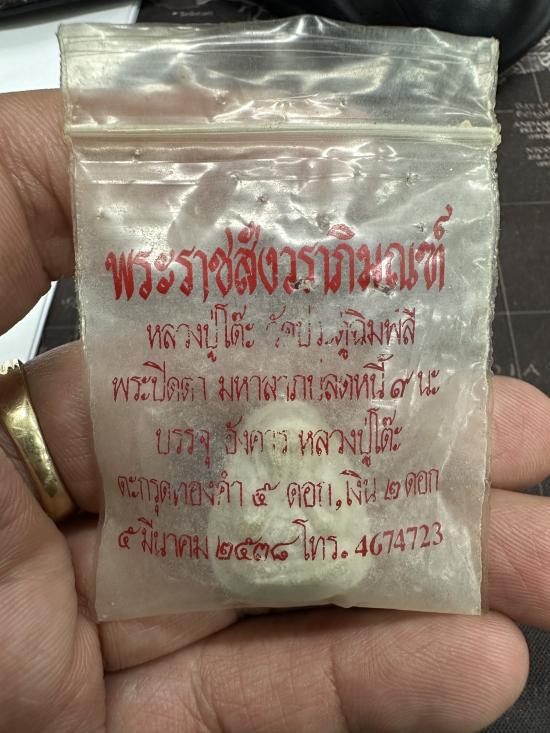 พระราชสังวราภิมณฑ์
หลวงปู่โต๊ะ วัดประดู่ฉิมพลี
พระปิดตา มหาลาภปลดหนี้ ๙ นะ
บรรจุ อังคาร หลวงปู่โต๊ะ
ตะกรุดทองคำ ๕ ดอก, เงิน ๒ ดอก
๕ มีนาคม ๒๕๓๘ โทร. 4674723